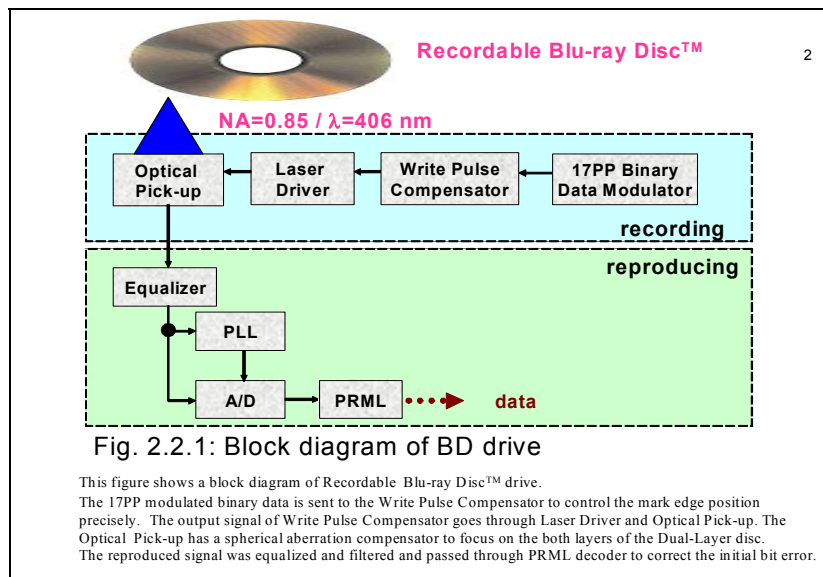 Recordable Blu-ray Disc™
2
NA=0.85 / λ=406 nm
Optical
Pick-up
Laser
Driver
Write Pulse
Compensator
17PP Binary
Data Modulator
recording
reproducing
Equalizer
PLL
A/D
PRML
data
Fig. 2.2.1: Block diagram of BD drive
This figure shows a block diagram of Recordable Blu-ray Disc™ drive.
The 17PP modulated binary data is sent to the Write Pulse Compensator to control the mark edge position
precisely. The output signal of Write Pulse Compensator goes through Laser Driver and Optical Pick-up. The
Optical Pick-up has a spherical aberration compensator to focus on the both layers of the Dual-Layer disc.
The reproduced signal was equalized and filtered and passed through PRML decoder to correct the initial bit error.